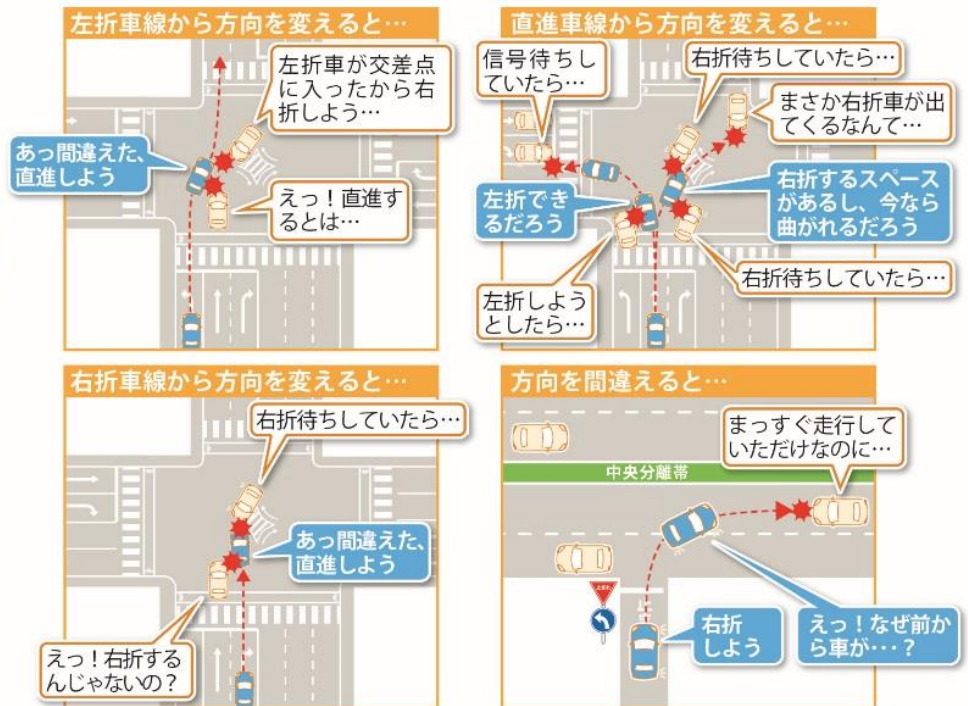 左折車線から方向を変えると…
左折車が交差点
に入ったから右
折しよう…
あっ間違えた、
直進しよう
えっ！直進す
るとは…
直進車線から方向を変えると…
信号待ちし
ていたら…
右折待ちしていたら…
まさか右折車が出
てくるなんて…
左折でき
るだろう
右折するスペース
があるし、今なら
曲がれるだろう
左折しよう
としたら…
右折待ちしていたら…
右折車線から方向を変えると…
右折待ちしていたら…
あっ間違えた、
直進しよう
えっ！右折する
んじゃないの？
方向を間違えると…
まっすぐ走行して
いただけなのに…
中央分離帯
右折
しよう
えっ！なぜ前か
ら車が・・・？